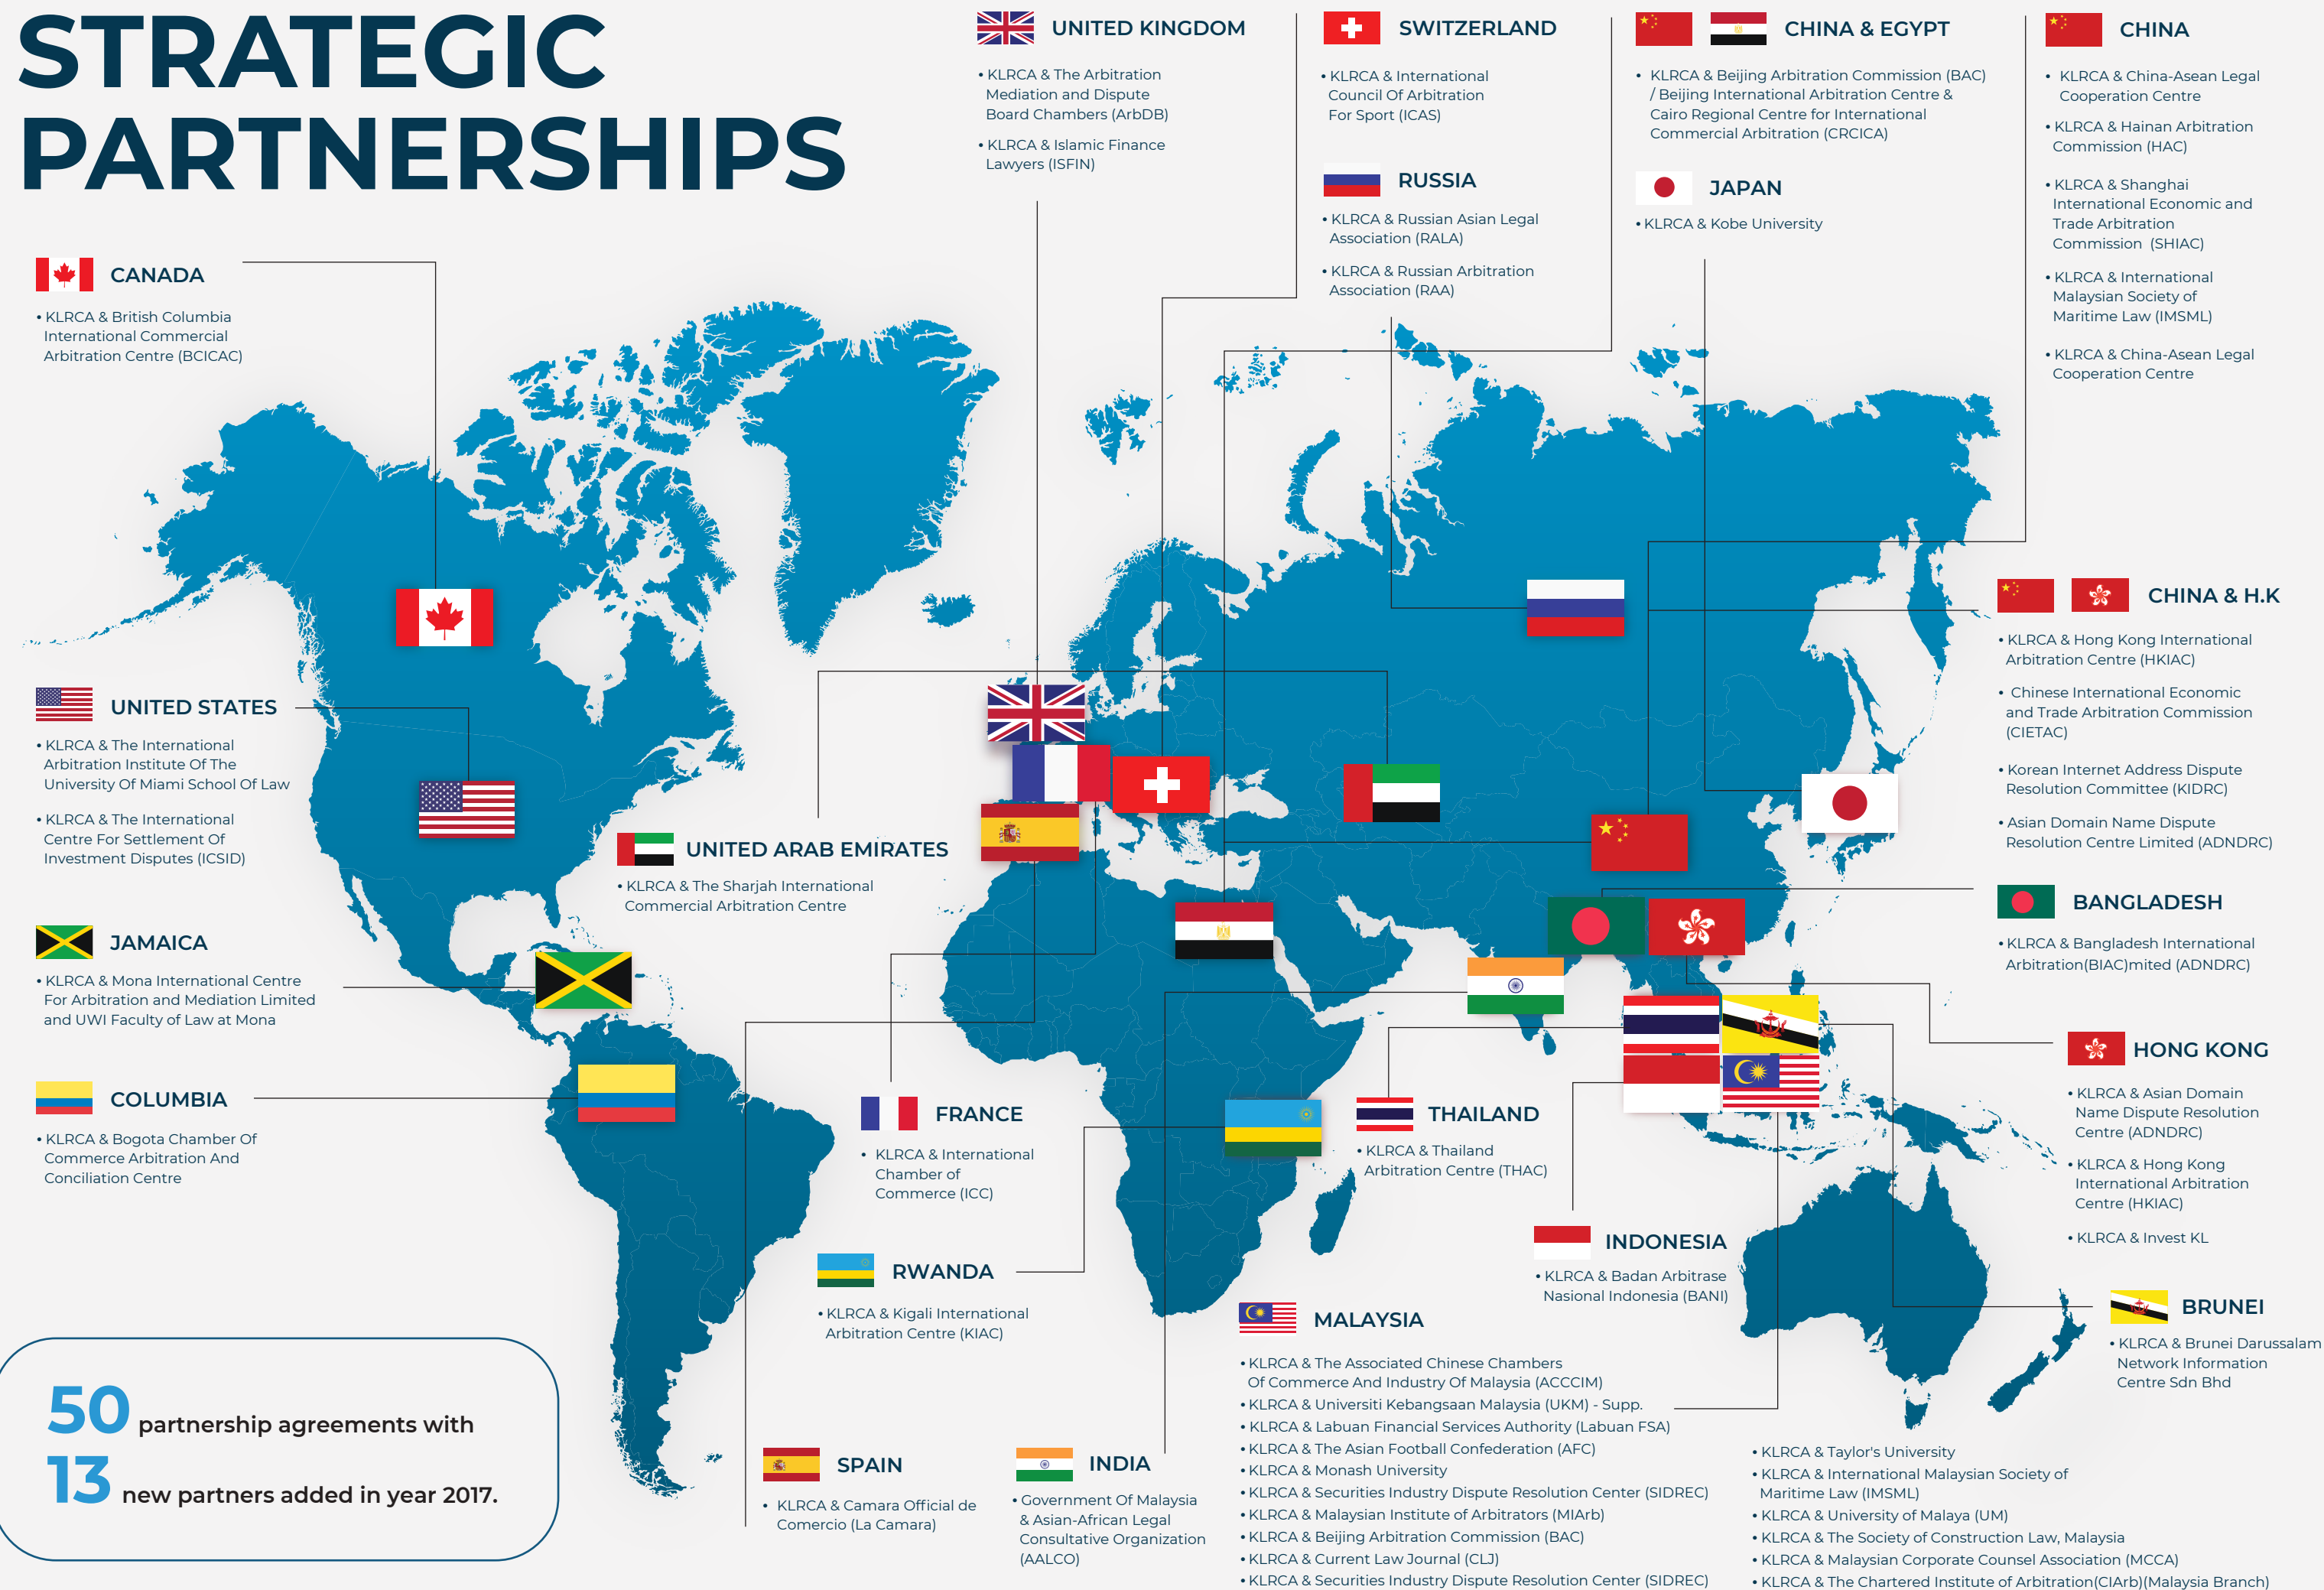 STRATEGIC
PARTNERSHIPS
UNITED KINGDOM
• KLRCA & The Arbitration
Mediation and Dispute
Board Chambers (ArbDB)
• KLRCA & Islamic Finance
Lawyers (ISFIN)
SWITZERLAND
• KLRCA & International
Council Of Arbitration
For Sport (ICAS)
RUSSIA
• KLRCA & Russian Asian Legal
Association (RALA)
• KLRCA & Russian Arbitration
Association (RAA)
CHINA & EGYPT
• KLRCA & Beijing Arbitration Commission (BAC)
/ Beijing International Arbitration Centre &
Cairo Regional Centre for International
Commercial Arbitration (CRCICA)
JAPAN
• KLRCA & Kobe University
CHINA
• KLRCA & China-Asean Legal
Cooperation Centre
• KLRCA & Hainan Arbitration
Commission (HAC)
• KLRCA & Shanghai
International Economic and
Trade Arbitration
Commission (SHIAC)
• KLRCA & International
Malaysian Society of
Maritime Law (IMSML)
• KLRCA & China-Asean Legal
Cooperation Centre
CANADA
• KLRCA & British Columbia
International Commercial
Arbitration Centre (BCICAC)
UNITED STATES
• KLRCA & The International
Arbitration Institute Of The
University Of Miami School Of Law
• KLRCA & The International
Centre For Settlement Of
Investment Disputes (ICSID)
JAMAICA
• KLRCA & Mona International Centre
For Arbitration and Mediation Limited
and UWI Faculty of Law at Mona
COLUMBIA
• KLRCA & Bogota Chamber Of
Commerce Arbitration And
Conciliation Centre
UNITED ARAB EMIRATES
• KLRCA & The Sharjah International
Commercial Arbitration Centre
CHINA & H.K
• KLRCA & Hong Kong International
Arbitration Centre (HKIAC)
• Chinese International Economic
and Trade Arbitration Commission
(CIETAC)
• Korean Internet Address Dispute
Resolution Committee (KIDRC)
• Asian Domain Name Dispute
Resolution Centre Limited (ADNDRC)
BANGLADESH
• KLRCA & Bangladesh International
Arbitration(BIAC)mited (ADNDRC)
HONG KONG
• KLRCA & Asian Domain
Name Dispute Resolution
Centre (ADNDRC)
• KLRCA & Hong Kong
International Arbitration
Centre (HKIAC)
• KLRCA & Invest KL
FRANCE
• KLRCA & International
Chamber of
Commerce (ICC)
THAILAND
• KLRCA & Thailand
Arbitration Centre (THAC)
INDONESIA
• KLRCA & Badan Arbitrase
Nasional Indonesia (BANI)
RWANDA
• KLRCA & Kigali International
Arbitration Centre (KIAC)
BRUNEI
• KLRCA & Brunei Darussalam
Network Information
Centre Sdn Bhd
50 partnership agreements with
13 new partners added in year 2017.
SPAIN
• KLRCA & Camara Official de
Comercio (La Camara)
INDIA
• Government Of Malaysia
& Asian-African Legal
Consultative Organization
(AALCO)
MALAYSIA
• KLRCA & The Associated Chinese Chambers
Of Commerce And Industry Of Malaysia (ACCCIM)
• KLRCA & Universiti Kebangsaan Malaysia (UKM) - Supp.
• KLRCA & Labuan Financial Services Authority (Labuan FSA)
• KLRCA & The Asian Football Confederation (AFC)
• KLRCA & Monash University
• KLRCA & Securities Industry Dispute Resolution Center (SIDREC)
• KLRCA & Malaysian Institute of Arbitrators (MIArb)
• KLRCA & Beijing Arbitration Commission (BAC)
• KLRCA & Current Law Journal (CLJ)
• KLRCA & Securities Industry Dispute Resolution Center (SIDREC)
• KLRCA & Taylor's University
• KLRCA & International Malaysian Society of
Maritime Law (IMSML)
• KLRCA & University of Malaya (UM)
• KLRCA & The Society of Construction Law, Malaysia
• KLRCA & Malaysian Corporate Counsel Association (MCCA)
• KLRCA & The Chartered Institute of Arbitration(CIArb)(Malaysia Branch)